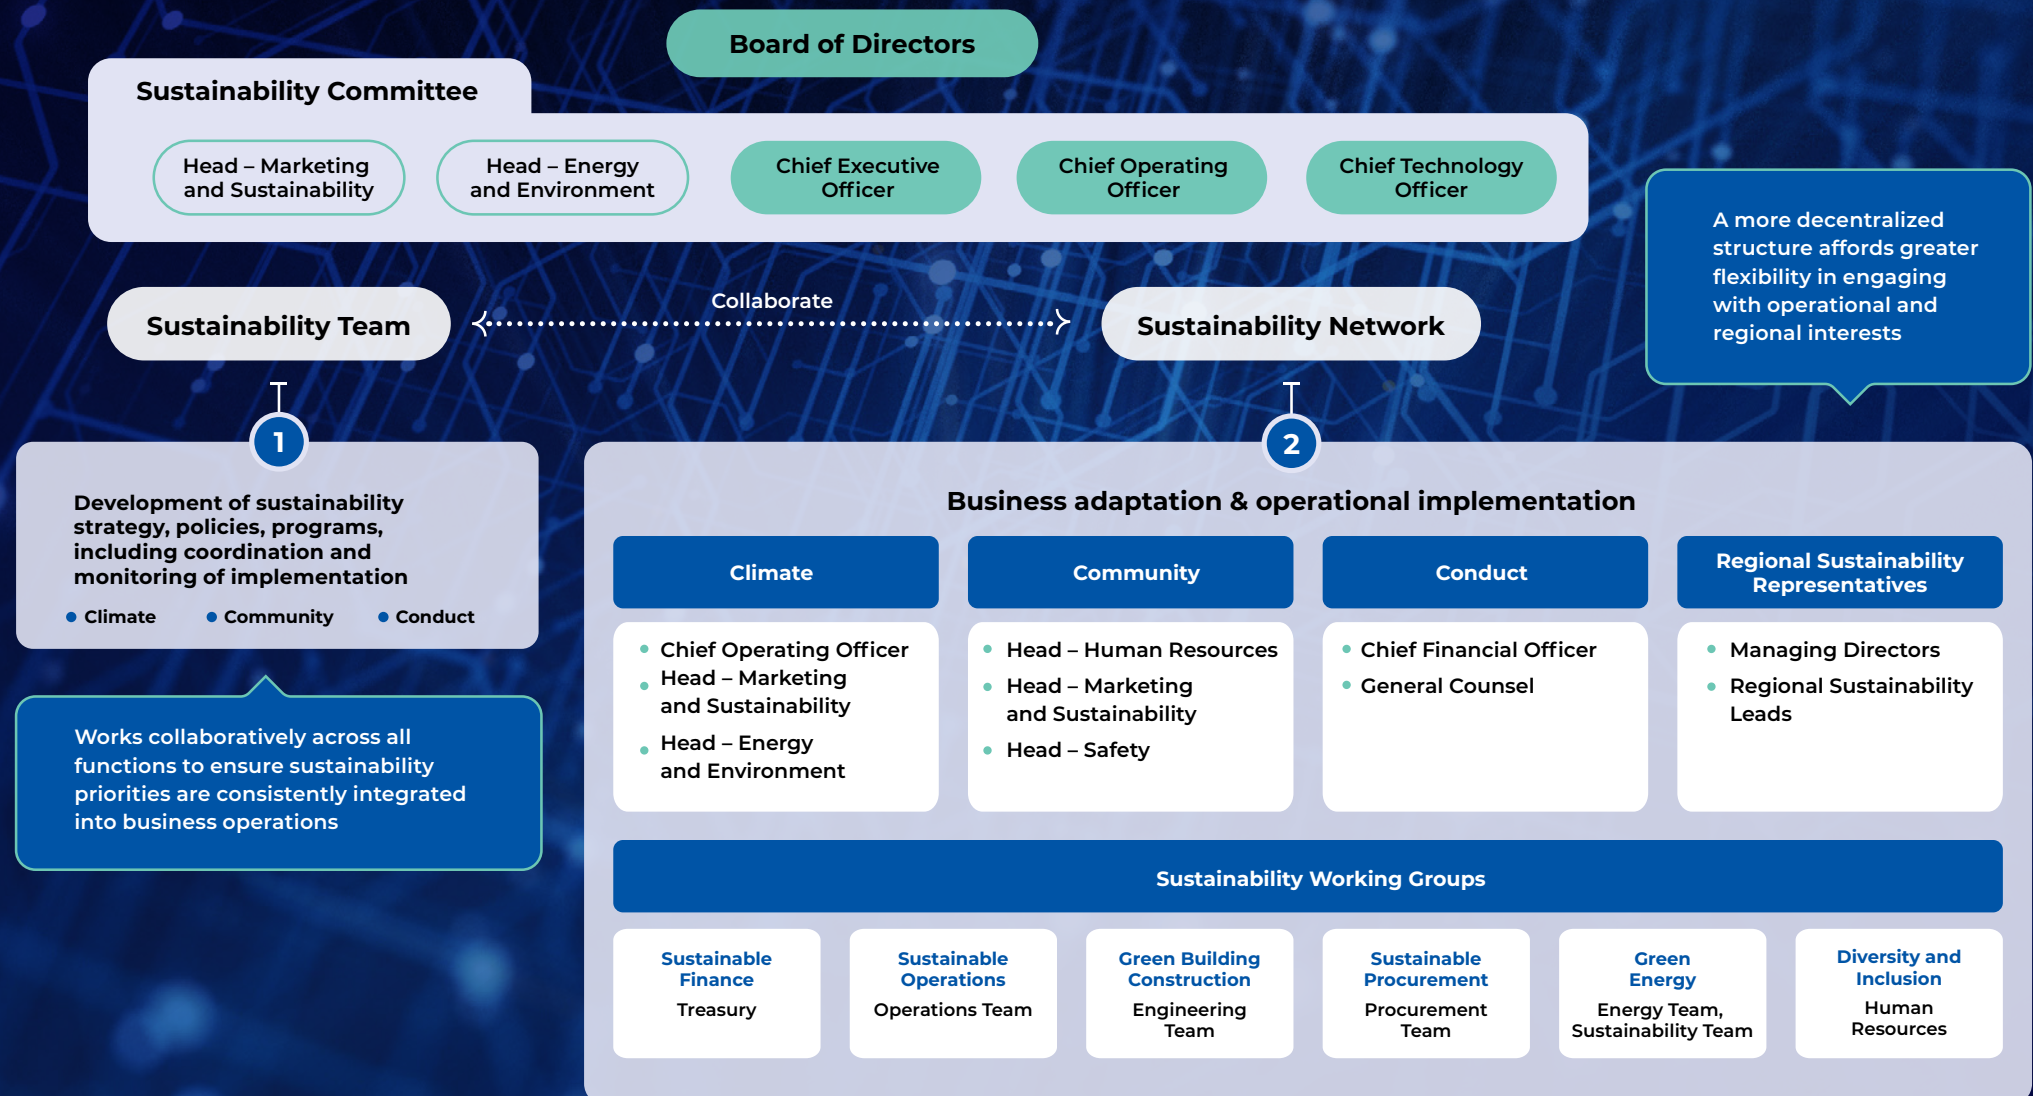 Board of Directors
Sustainability Committee
Head – Marketing
and Sustainability
Head – Energy
and Environment
Chief Executive
Officer
Chief Operating
Officer
Chief Technology
Officer
Sustainability Team
Collaborate
Sustainability Network
A more decentralized
structure affords greater
flexibility in engaging
with operational and
regional interests
1
Development of sustainability
strategy, policies, programs,
including coordination and
monitoring of implementation
• Climate • Community • Conduct
Works collaboratively across all
functions to ensure sustainability
priorities are consistently integrated
into business operations
2
Business adaptation & operational implementation
Climate
• Chief Operating Officer
• Head – Marketing
and Sustainability
• Head – Energy
and Environment
Community
• Head – Human Resources
• Head – Marketing
and Sustainability
• Head – Safety
Conduct
• Chief Financial Officer
• General Counsel
Regional Sustainability
Representatives
• Managing Directors
• Regional Sustainability
Leads
Sustainability Working Groups
Sustainable
Finance
Treasury
Sustainable
Operations
Operations Team
Green Building
Construction
Engineering
Team
Sustainable
Procurement
Procurement
Team
Green
Energy
Energy Team,
Sustainability Team
Diversity and
Inclusion
Human
Resources